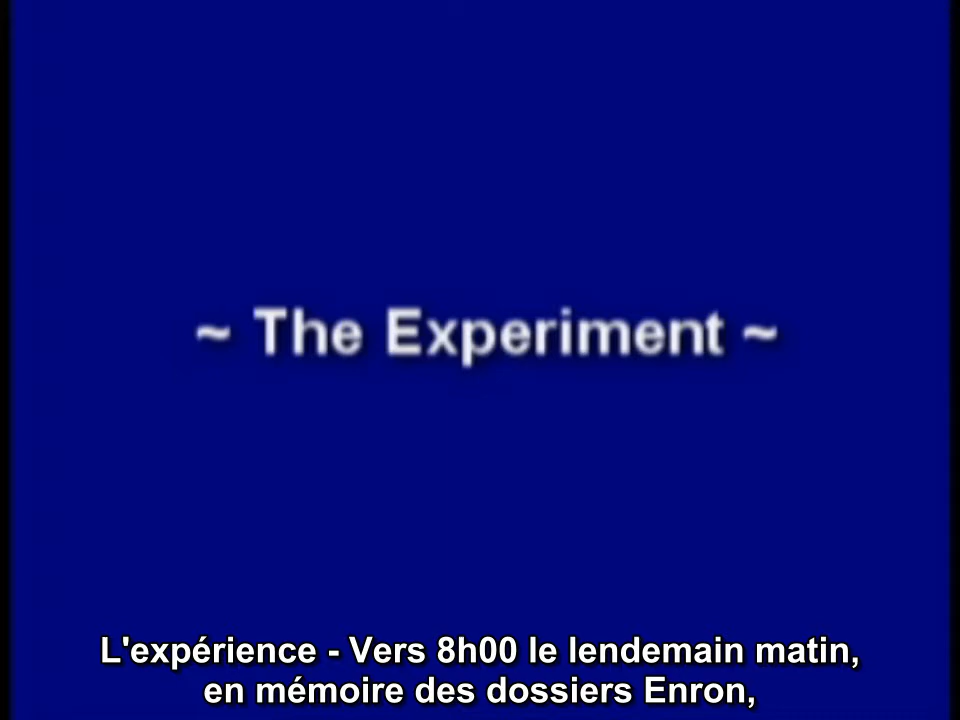 ~ The Experiment ~
L'expérience - Vers 8h00 le lendemain matin,
en mémoire des dossiers Enron,